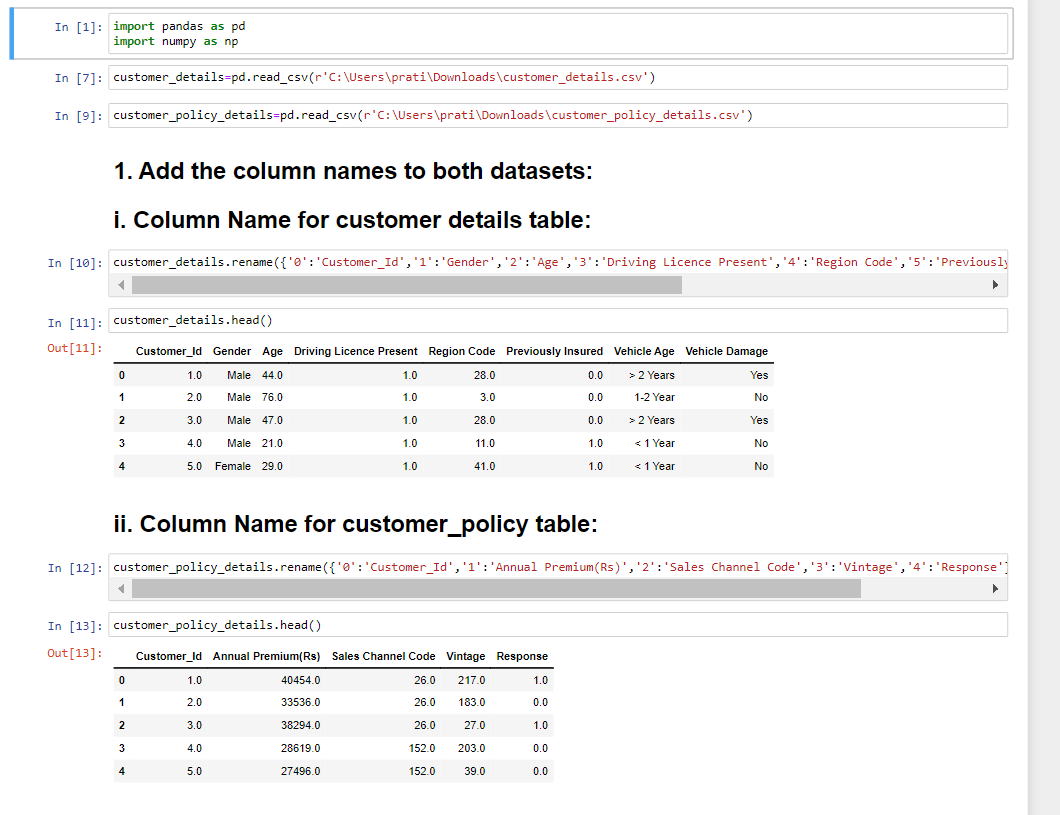 In [1]: import pandas as pd
import numpy as np
In [7]: customer_details=pd.read_csv(r'C:\Users\prati\Downloads\customer_details.csv')
In [9]: customer_policy_details=pd.read_csv(r'C:\Users\prati\Downloads\customer_policy_details.csv')
1. Add the column names to both datasets:
i. Column Name for customer details table:
In [10]: customer_details.rename({'0':'Customer_Id','1':'Gender','2':'Age','3':'Driving Licence Present','4':'Region Code','5':'Previously
In [11]: customer_details.head()
Out[11]:
Customer_Id Gender Age Driving Licence Present Region Code Previously Insured Vehicle Age Vehicle Damage
0 1.0 Male 44.0 1.0 28.0 0.0 > 2 Years Yes
1 2.0 Male 76.0 1.0 3.0 0.0 1-2 Year No
2 3.0 Male 47.0 1.0 28.0 0.0 > 2 Years Yes
3 4.0 Male 21.0 1.0 11.0 1.0 < 1 Year No
4 5.0 Female 29.0 1.0 41.0 1.0 < 1 Year No
ii. Column Name for customer_policy table:
In [12]: customer_policy_details.rename({'0':'Customer_Id','1':'Annual Premium(Rs)','2':'Sales Channel Code','3':'Vintage','4':'Response'}
In [13]: customer_policy_details.head()
Out[13]:
Customer_Id Annual Premium(Rs) Sales Channel Code Vintage Response
0 1.0 40454.0 26.0 217.0 1.0
1 2.0 33536.0 26.0 183.0 0.0
2 3.0 38294.0 26.0 27.0 1.0
3 4.0 28619.0 152.0 203.0 0.0
4 5.0 27496.0 152.0 39.0 0.0